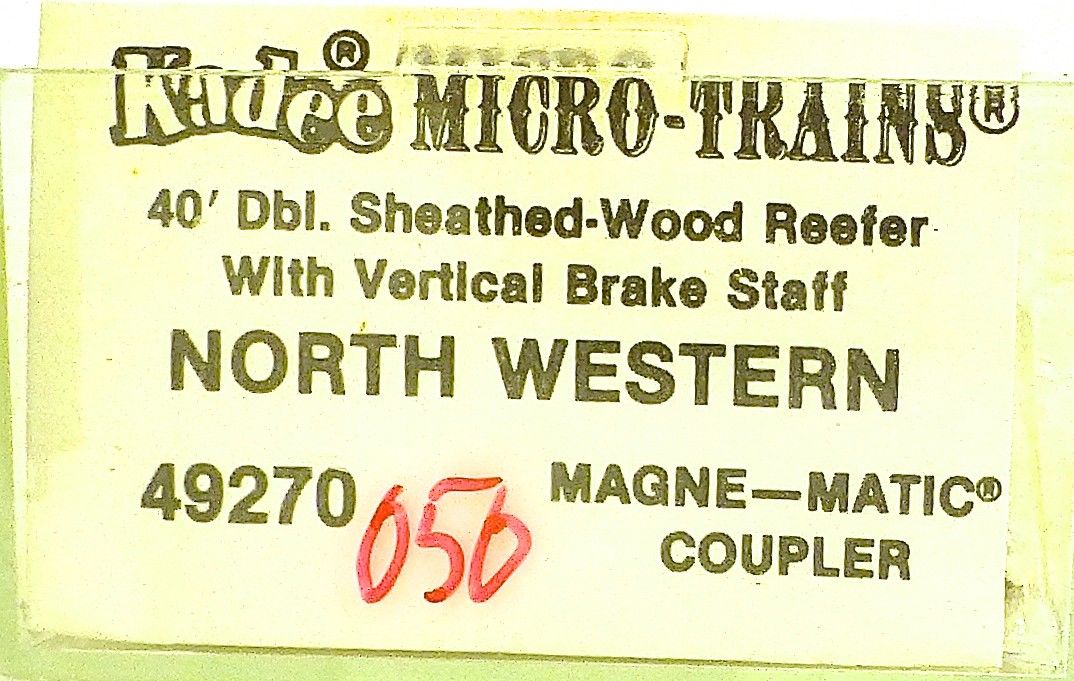 Kadee® MICRO-TRAINS®
40' Dbl. Sheathed-Wood Reefer
With Vertical Brake Staff
NORTH WESTERN
49270 056 MAGNE—MATIC®
COUPLER